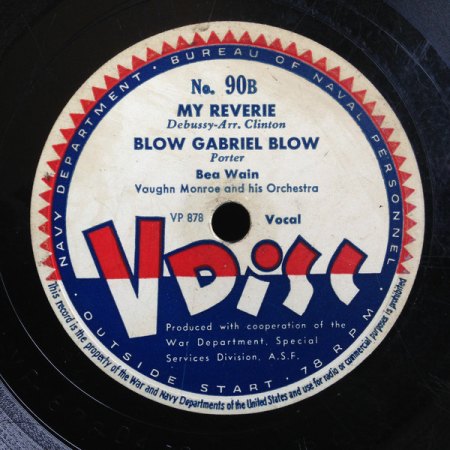 NAVY DEPARTMENT · BUREAU OF NAVAL PERSONNEL
No. 90B
MY REVERIE
Debussy-Arr. Clinton
BLOW GABRIEL BLOW
Porter
Bea Wain
Vaughn Monroe and his Orchestra
VP 878
Vocal
V DiSC
Produced with cooperation of the
War Department, Special
Services Division, A.S.F.
· OUTSIDE START · 78 RPM ·
This record is the property of the War and Navy Departments of the United States and use for radio or commercial purposes is prohibited